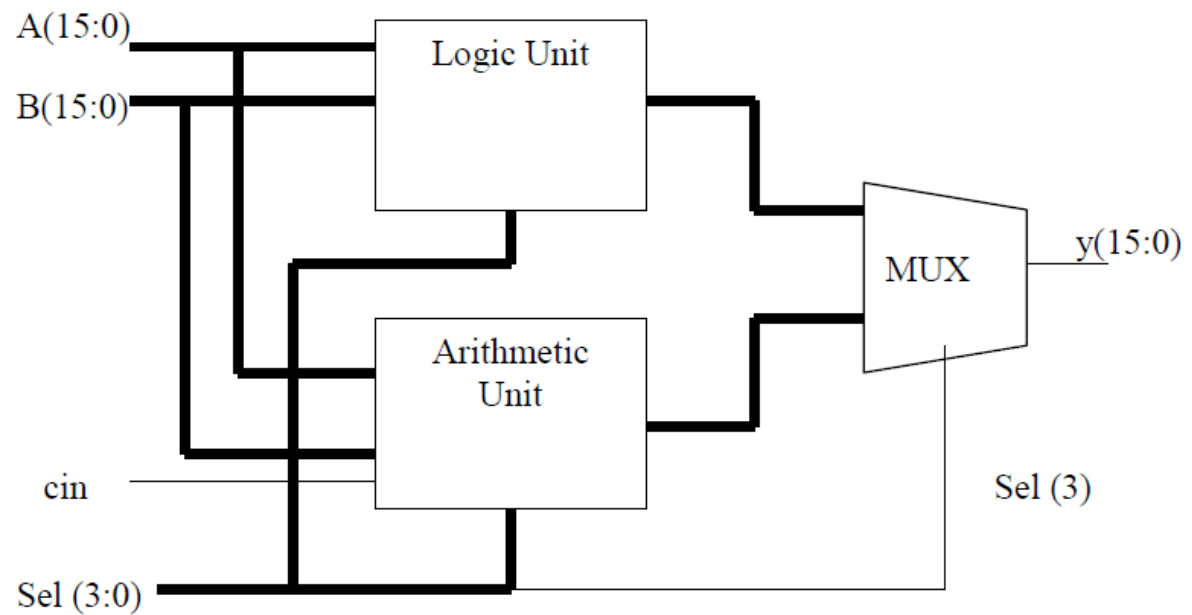 A(15:0)
Logic Unit
B(15:0)
y(15:0)
MUX
Arithmetic
Unit
cin
Sel (3)
Sel (3:0)